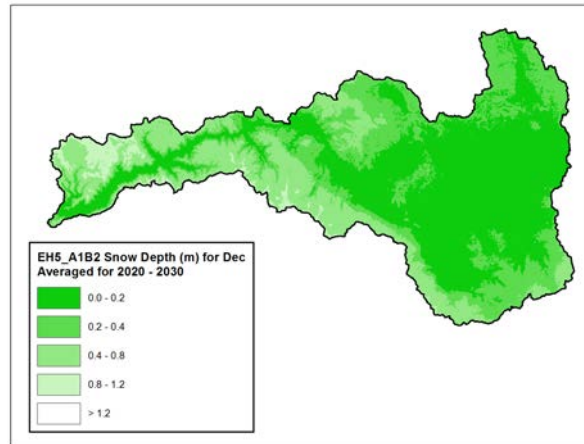 EH5_A1B2 Snow Depth (m) for Dec
Averaged for 2020 - 2030
0.0 - 0.2
0.2 - 0.4
0.4 - 0.8
0.8 - 1.2
> 1.2